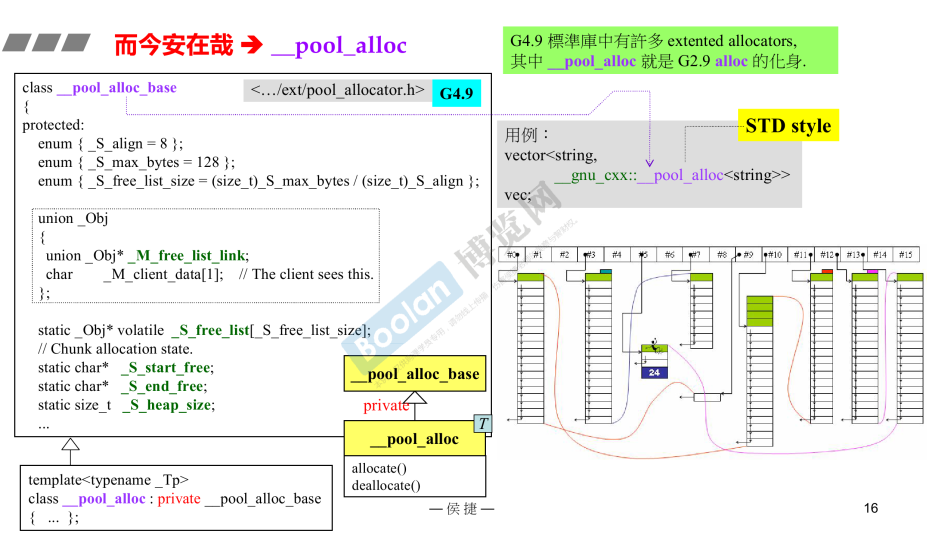 而今安在哉 ➔ __pool_alloc
G4.9 標準庫中有許多 extented allocators,
其中 __pool_alloc 就是 G2.9 alloc 的化身.
class __pool_alloc_base
<…/ext/pool_allocator.h>
G4.9
{
protected:
enum { _S_align = 8 };
enum { _S_max_bytes = 128 };
enum { _S_free_list_size = (size_t)_S_max_bytes / (size_t)_S_align };
union _Obj
{
union _Obj* _M_free_list_link;
char _M_client_data[1]; // The client sees this.
};
static _Obj* volatile _S_free_list[_S_free_list_size];
// Chunk allocation state.
static char* _S_start_free;
static char* _S_end_free;
static size_t _S_heap_size;
...
STD style
用例：
vector<string,
__gnu_cxx::__pool_alloc<string>>
vec;
#0 #1 #2 #3 #4 #5 #6 #7 #8 #9 #10 #11 #12 #13 #14 #15
24
Boolan 博览网
__pool_alloc_base
private
T
__pool_alloc
allocate()
deallocate()
template<typename _Tp>
class __pool_alloc : private __pool_alloc_base
{ ... };
— 侯捷 —
16